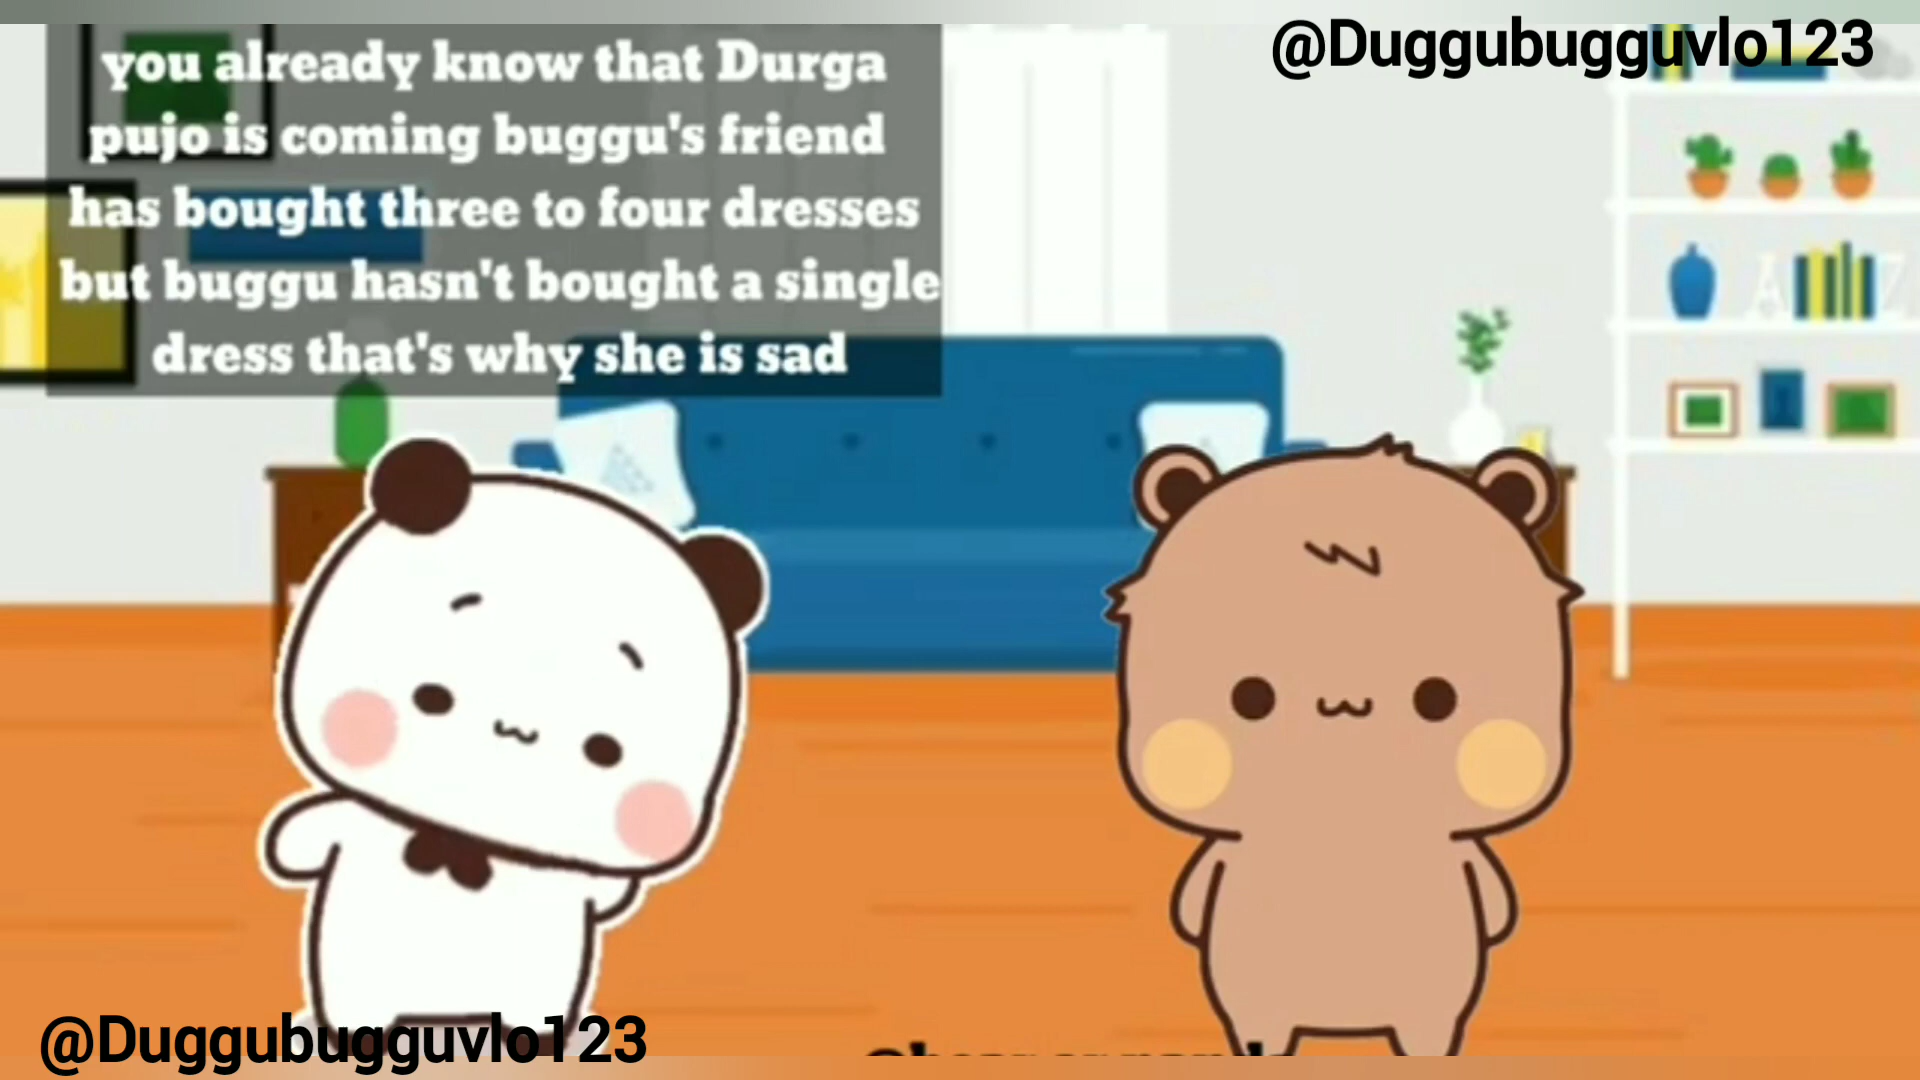 @Duggubugguvlo123
you already know that Durga
pujo is coming buggu's friend
has bought three to four dresses
but buggu hasn't bought a single
dress that's why she is sad
A Z
@Duggubugguvlo123